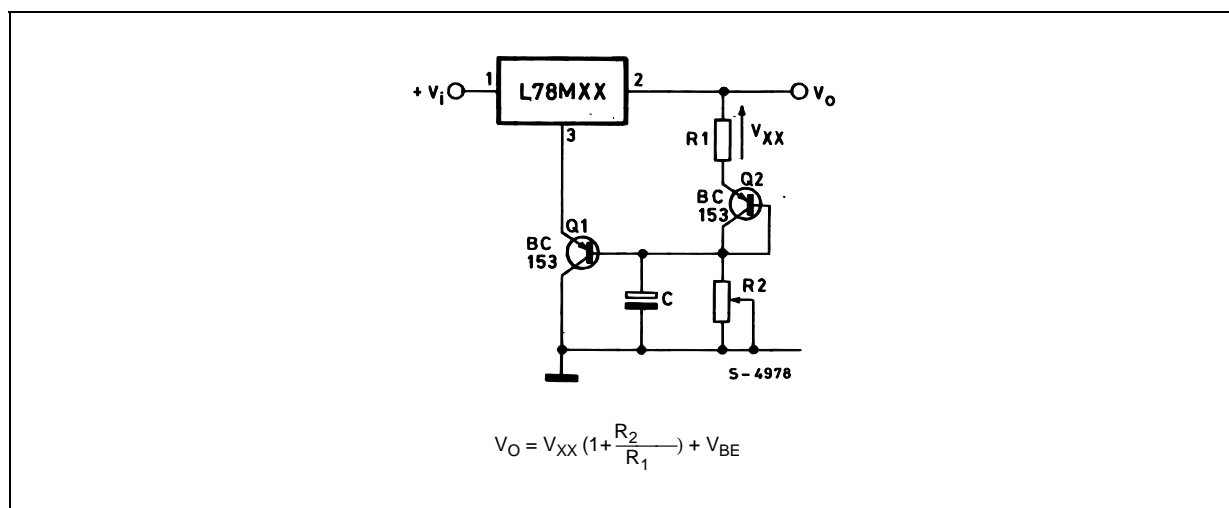 + Vi 1 L78MXX 2 Vo
3
R1 VXX
Q2
BC
153
Q1
BC
153
C
R2
S-4978
VO = VXX (1+ R2 / R1) + VBE